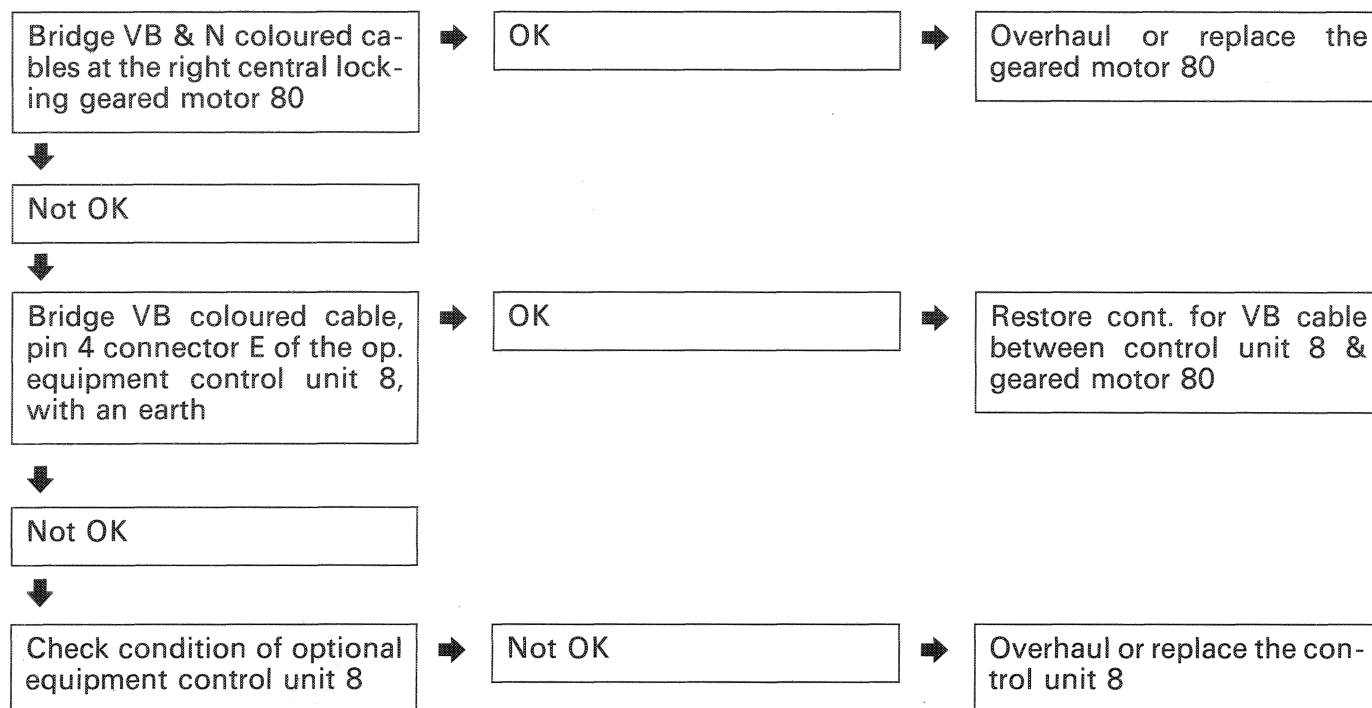 Bridge VB & N coloured ca-
bles at the right central lock-
ing geared motor 80
OK
Overhaul or replace the
geared motor 80
Not OK
Bridge VB coloured cable,
pin 4 connector E of the op.
equipment control unit 8,
with an earth
OK
Restore cont. for VB cable
between control unit 8 &
geared motor 80
Not OK
Check condition of optional
equipment control unit 8
Not OK
Overhaul or replace the con-
trol unit 8